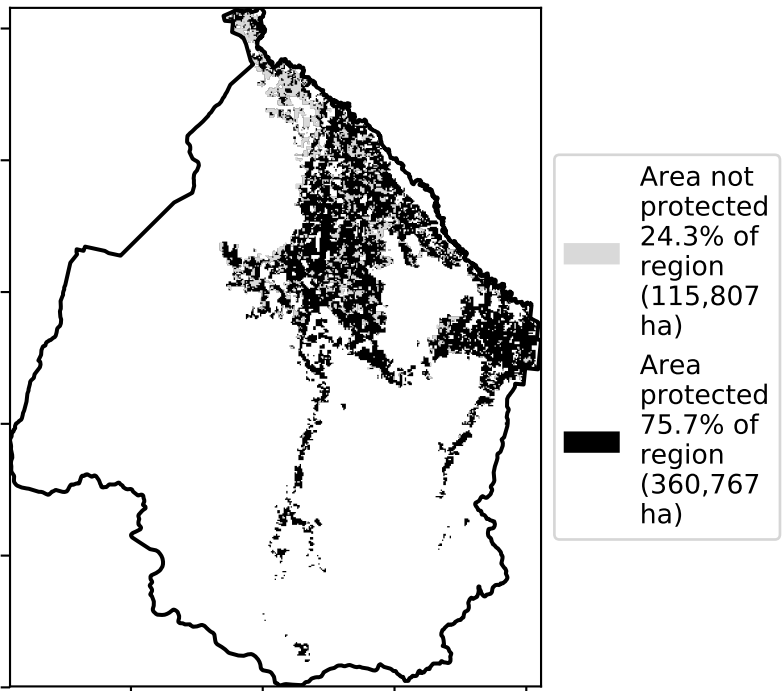 Area not
protected
24.3% of
region
(115,807
ha)
Area
protected
75.7% of
region
(360,767
ha)